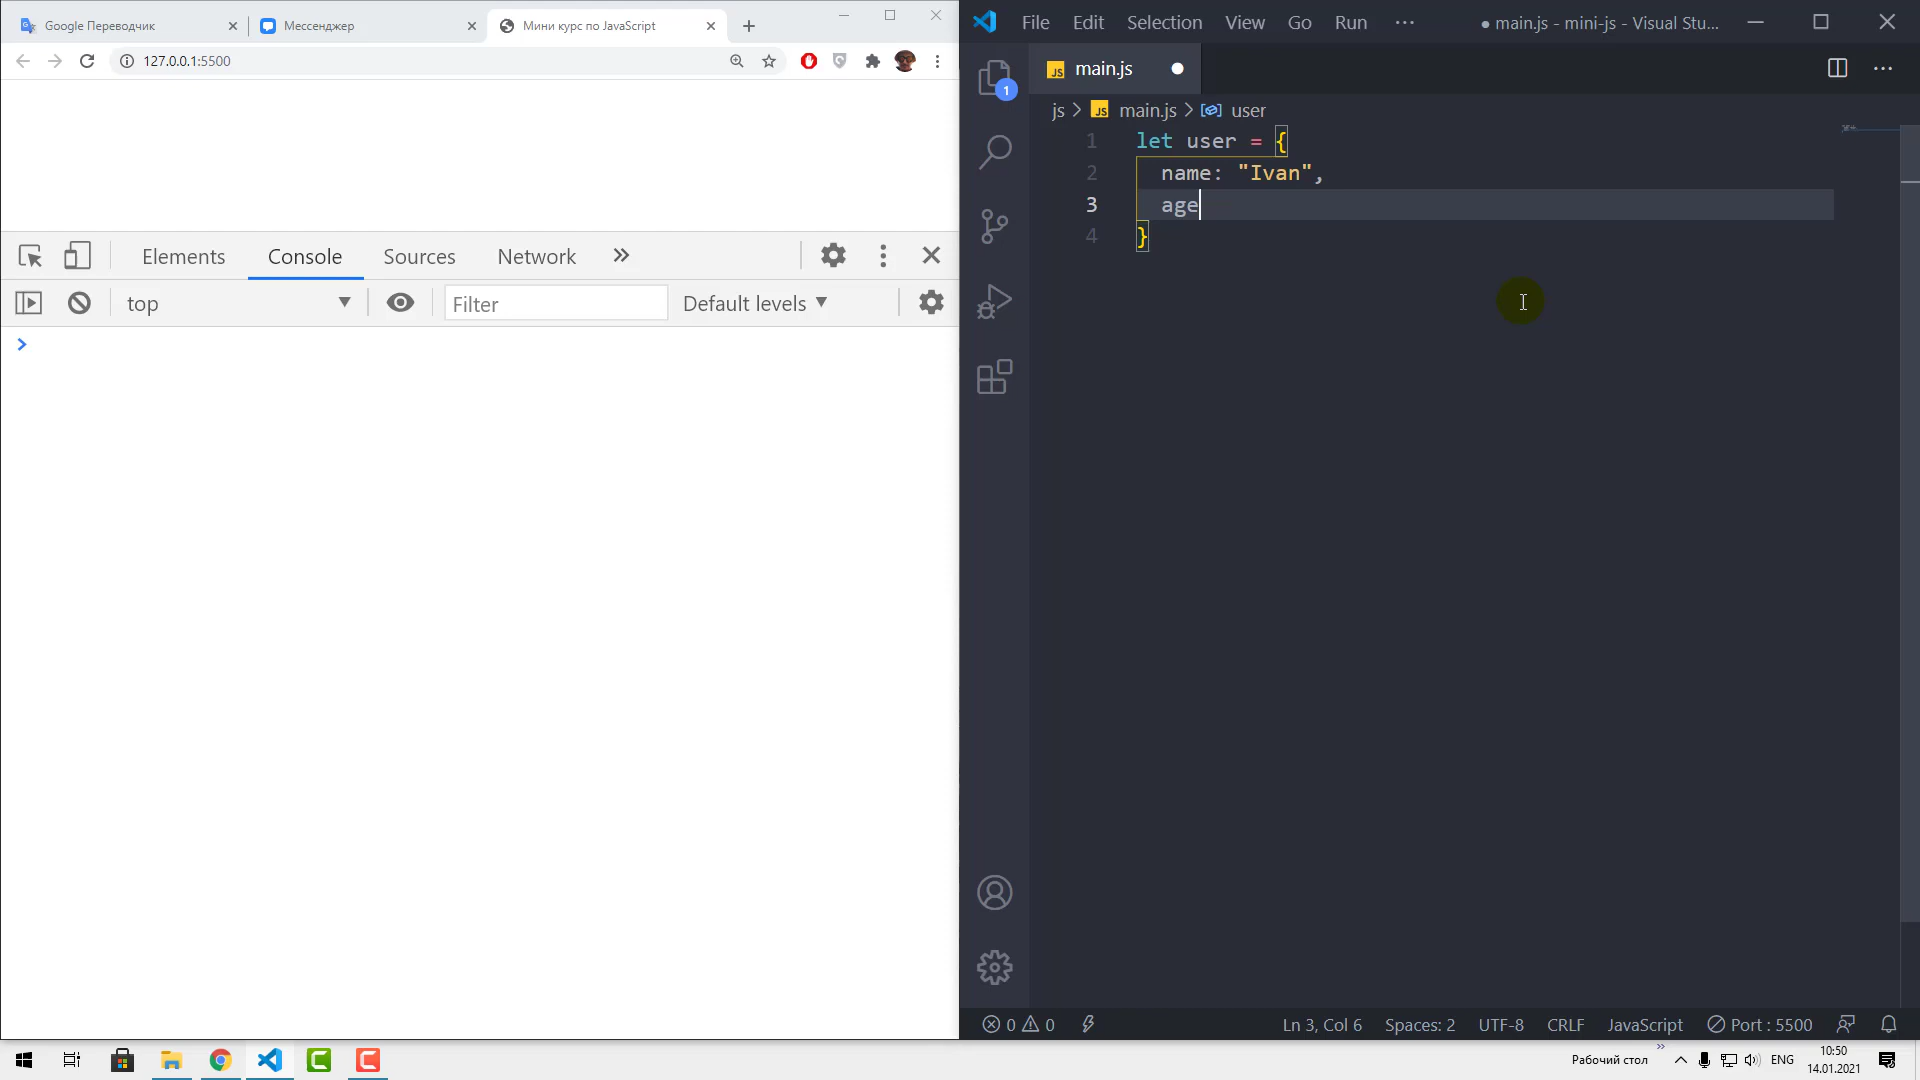 Google Переводчик
Мессенджер
Мини курс по JavaScript
127.0.0.1:5500
Elements
Console
Sources
Network
top
Filter
Default levels
File Edit Selection View Go Run ···
● main.js - mini-js - Visual Stu...
1
main.js
js > main.js > user
1 let user = {
2 name: "Ivan",
3 age
4 }
0 0
Ln 3, Col 6
Spaces: 2
UTF-8
CRLF
JavaScript
Port : 5500
Рабочий стол
ENG
10:50
14.01.2021